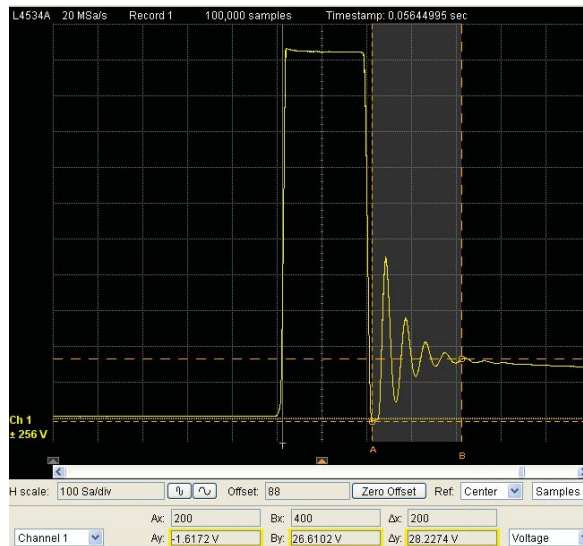 L4534A 20 MSa/s Record 1 100,000 samples Timestamp: 0.05644995 sec
Ch 1
± 256 V
T
A
B
H scale: 100 Sa/div Offset: 88 Zero Offset Ref: Center Samples
Ax: 200 Bx: 400 Δx: 200
Channel 1 Ay: -1.6172 V By: 26.6102 V Δy: 28.2274 V Voltage